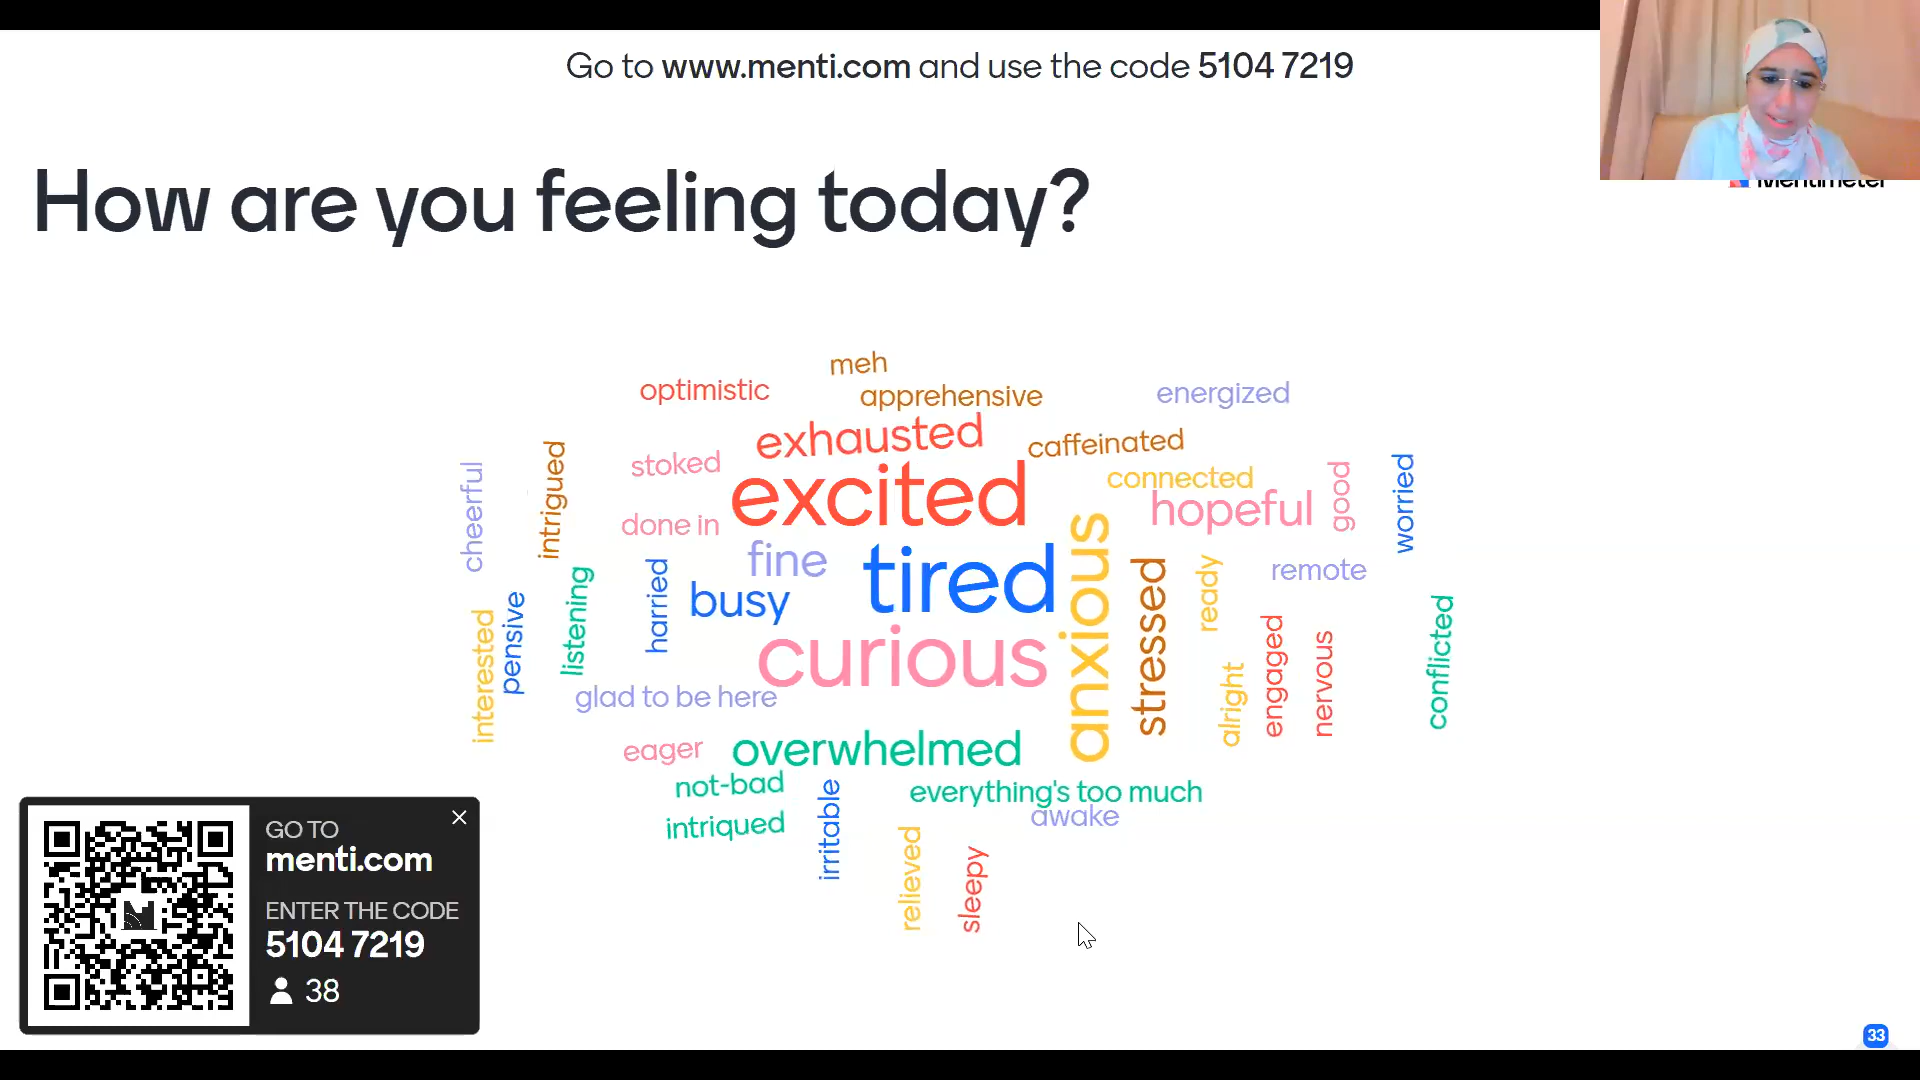 Go to www.menti.com and use the code 5104 7219
Mentimeter
How are you feeling today?
meh
optimistic
apprehensive
energized
exhausted
caffeinated
stoked
connected
cheerful
intrigued
excited
hopeful
good
worried
done in
fine
tired
anxious
stressed
ready
remote
harried
busy
listening
pensive
interested
curious
engaged
nervous
conflicted
alright
glad to be here
eager
overwhelmed
not-bad
everything's too much
irritable
awake
intriqued
relieved
sleepy
GO TO
menti.com
ENTER THE CODE
5104 7219
38
33